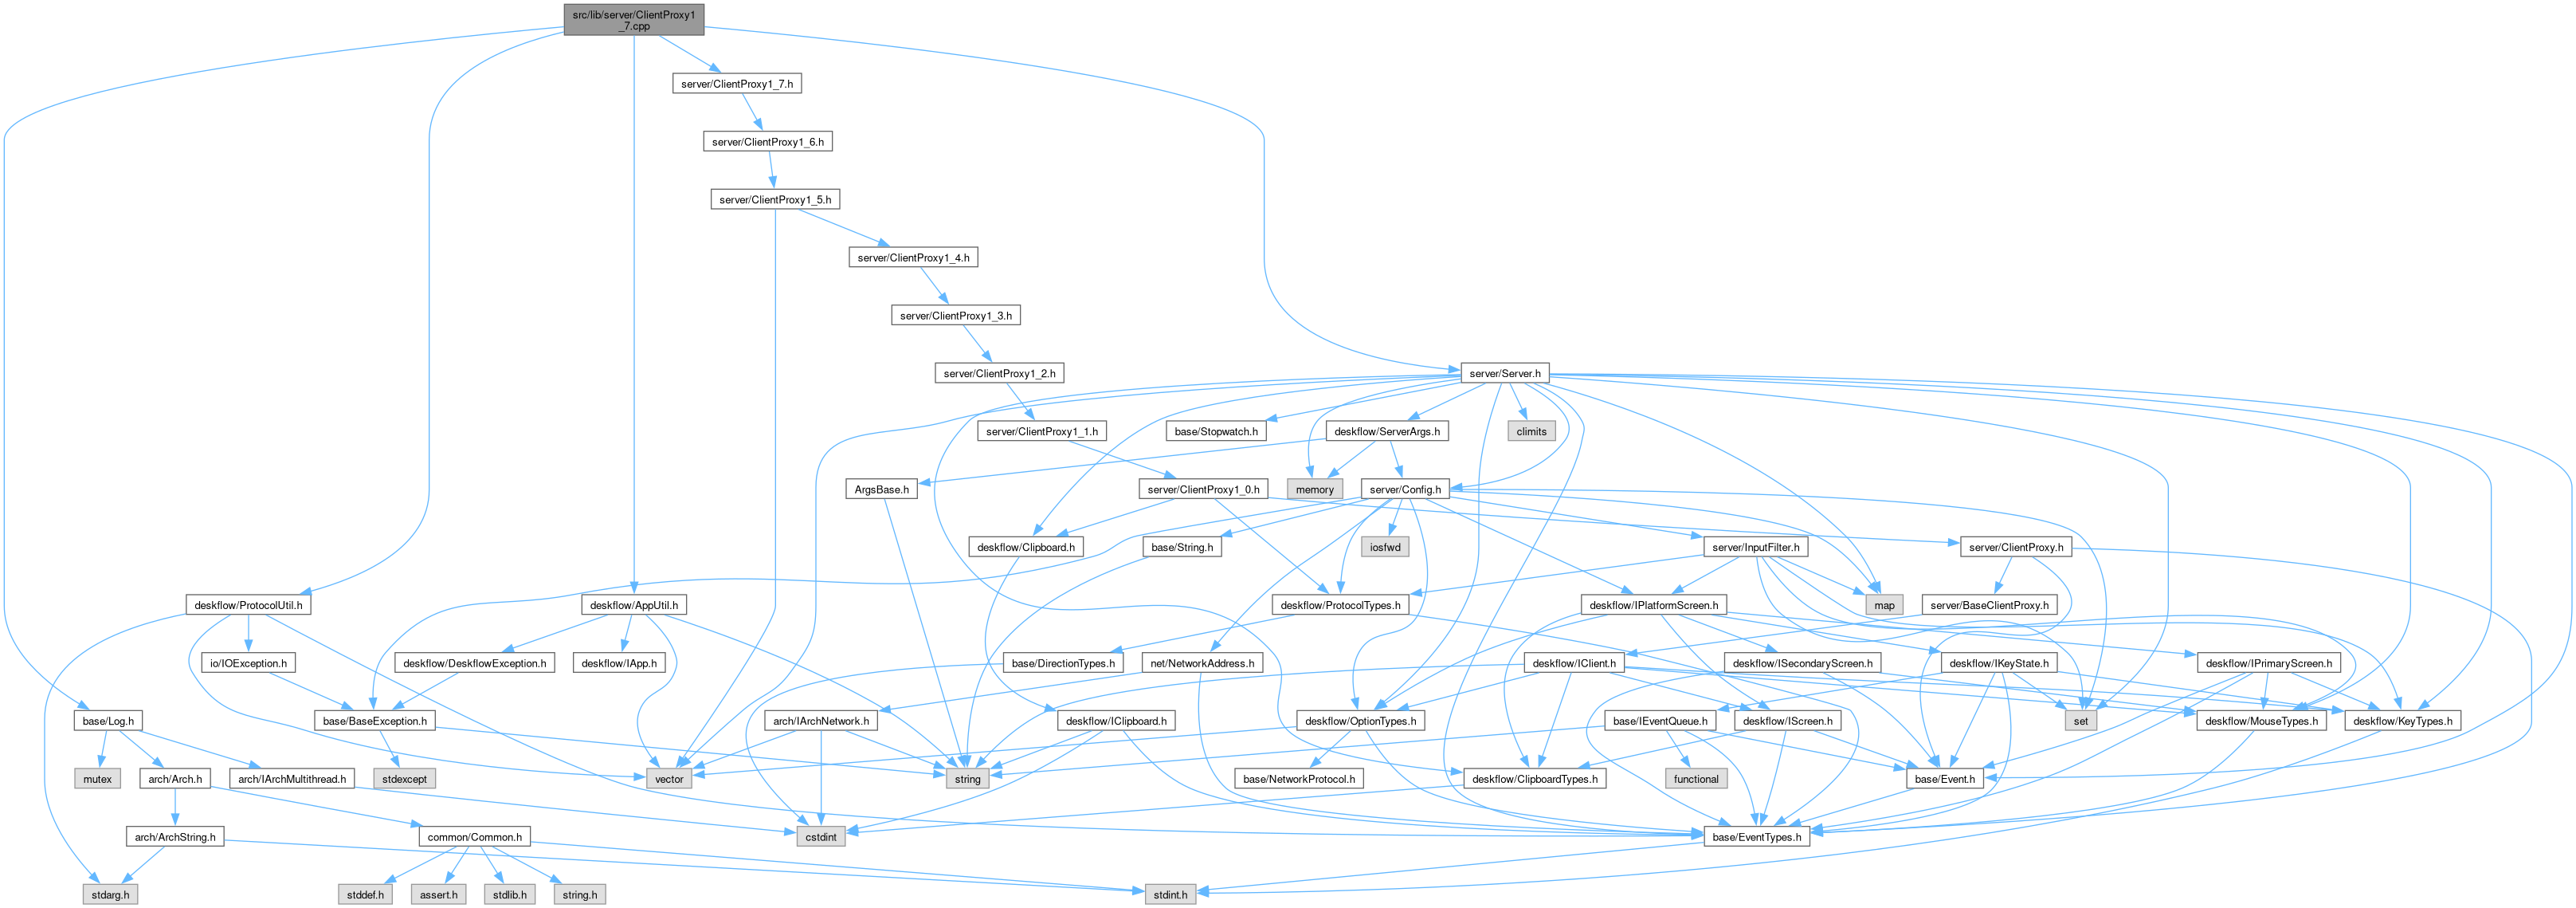 src/lib/server/ClientProxy1
_7.cpp
server/ClientProxy1_7.h
server/ClientProxy1_6.h
server/ClientProxy1_5.h
server/ClientProxy1_4.h
server/ClientProxy1_3.h
server/ClientProxy1_2.h
server/Server.h
server/ClientProxy1_1.h
base/Stopwatch.h
deskflow/ServerArgs.h
climits
ArgsBase.h
server/ClientProxy1_0.h
memory
server/Config.h
deskflow/Clipboard.h
base/String.h
iosfwd
server/InputFilter.h
server/ClientProxy.h
deskflow/ProtocolUtil.h
deskflow/AppUtil.h
deskflow/ProtocolTypes.h
deskflow/IPlatformScreen.h
map
server/BaseClientProxy.h
io/IOException.h
deskflow/DeskflowException.h
deskflow/IApp.h
base/DirectionTypes.h
net/NetworkAddress.h
deskflow/IClient.h
deskflow/ISecondaryScreen.h
deskflow/IKeyState.h
deskflow/IPrimaryScreen.h
base/Log.h
base/BaseException.h
arch/IArchNetwork.h
deskflow/IClipboard.h
deskflow/OptionTypes.h
base/IEventQueue.h
deskflow/IScreen.h
set
deskflow/MouseTypes.h
deskflow/KeyTypes.h
mutex
arch/Arch.h
arch/IArchMultithread.h
stdexcept
vector
string
base/NetworkProtocol.h
deskflow/ClipboardTypes.h
functional
base/Event.h
arch/ArchString.h
common/Common.h
cstdint
base/EventTypes.h
stdarg.h
stddef.h
assert.h
stdlib.h
string.h
stdint.h